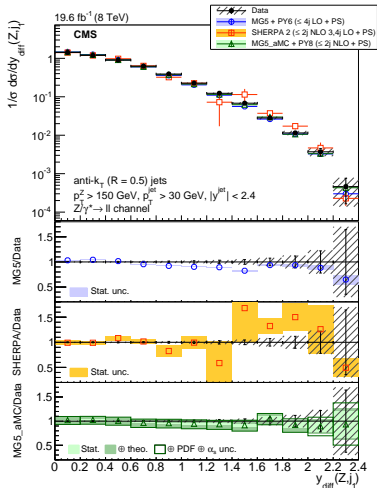 19.6 fb⁻¹ (8 TeV)
Data
MG5 + PY6 (≤ 4j LO + PS)
SHERPA 2 (≤ 2j NLO 3,4j LO + PS)
MG5_aMC + PY8 (≤ 2j NLO + PS)
CMS
1/σ dσ/dy_diff(Z,j₁)
1
10⁻¹
10⁻²
10⁻³
10⁻⁴
anti-k_T (R = 0.5) jets
p_T^Z > 150 GeV, p_T^jet > 30 GeV, |y^jet| < 2.4
Z/γ*→ ll channel
MG5/Data
1.5
1
0.5
Stat. unc.
SHERPA/Data
1.5
1
0.5
Stat. unc.
MG5_aMC/Data
1.5
1
0.5
Stat. ⊕ theo. ⊕ PDF ⊕ α_s unc.
0 0.2 0.4 0.6 0.8 1 1.2 1.4 1.6 1.8 2 2.2 2.4
y_diff(Z,j₁)